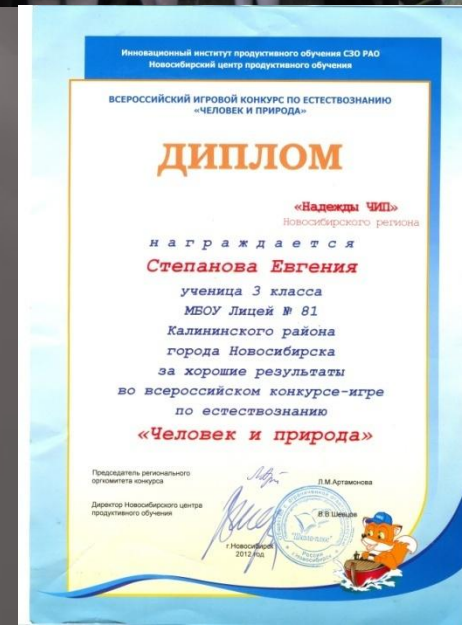 Инновационный институт продуктивного обучения СЗО РАО
Новосибирский центр продуктивного обучения
ВСЕРОССИЙСКИЙ ИГРОВОЙ КОНКУРС ПО ЕСТЕСТВОЗНАНИЮ
«ЧЕЛОВЕК И ПРИРОДА»
ДИПЛОМ
«Надежды ЧИП»
Новосибирского региона
награждается
Степанова Евгения
ученица 3 класса
МБОУ Лицей № 81
Калининского района
города Новосибирска
за хорошие результаты
во всероссийском конкурсе-игре
по естествознанию
«Человек и природа»
Председатель регионального
оргкомитета конкурса
Л.М.Артамонова
Директор Новосибирского центра
продуктивного обучения
В.В.Шевцов
г.Новосибирск
2012 год